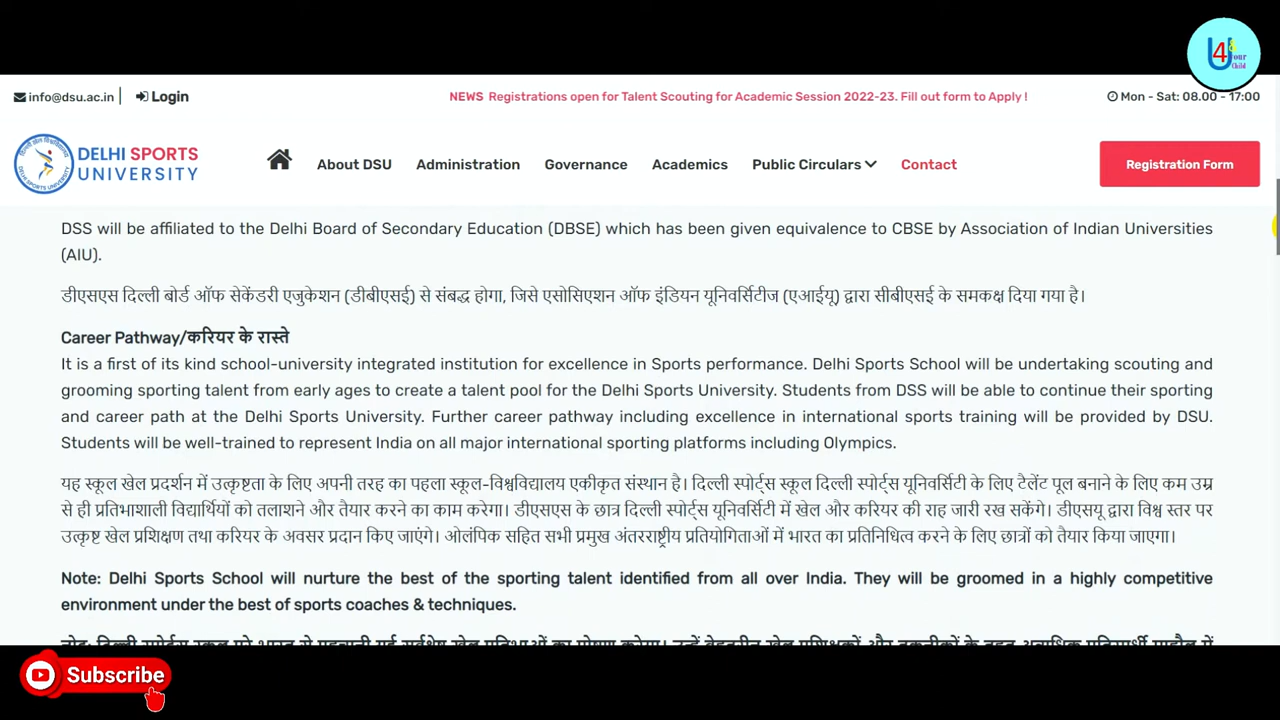 U4 Your Child
info@dsu.ac.in | Login
NEWS Registrations open for Talent Scouting for Academic Session 2022-23. Fill out form to Apply !
Mon - Sat: 08.00 - 17:00
DELHI SPORTS
UNIVERSITY
About DSU Administration Governance Academics Public Circulars Contact
Registration Form
DSS will be affiliated to the Delhi Board of Secondary Education (DBSE) which has been given equivalence to CBSE by Association of Indian Universities
(AIU).
डीएसएस दिल्ली बोर्ड ऑफ सेकेंडरी एजुकेशन (डीबीएसई) से संबद्ध होगा, जिसे एसोसिएशन ऑफ इंडियन यूनिवर्सिटीज (एआईयू) द्वारा सीबीएसई के समकक्ष दिया गया है।
Career Pathway/करियर के रास्ते
It is a first of its kind school-university integrated institution for excellence in Sports performance. Delhi Sports School will be undertaking scouting and
grooming sporting talent from early ages to create a talent pool for the Delhi Sports University. Students from DSS will be able to continue their sporting
and career path at the Delhi Sports University. Further career pathway including excellence in international sports training will be provided by DSU.
Students will be well-trained to represent India on all major international sporting platforms including Olympics.
यह स्कूल खेल प्रदर्शन में उत्कृष्टता के लिए अपनी तरह का पहला स्कूल-विश्वविद्यालय एकीकृत संस्थान है। दिल्ली स्पोर्ट्स स्कूल दिल्ली स्पोर्ट्स यूनिवर्सिटी के लिए टैलेंट पूल बनाने के लिए कम उम्र
से ही प्रतिभाशाली विद्यार्थियों को तलाशने और तैयार करने का काम करेगा। डीएसएस के छात्र दिल्ली स्पोर्ट्स यूनिवर्सिटी में खेल और करियर की राह जारी रख सकेंगे। डीएसयू द्वारा विश्व स्तर पर
उत्कृष्ट खेल प्रशिक्षण तथा करियर के अवसर प्रदान किए जाएंगे। ओलंपिक सहित सभी प्रमुख अंतरराष्ट्रीय प्रतियोगिताओं में भारत का प्रतिनिधित्व करने के लिए छात्रों को तैयार किया जाएगा।
Note: Delhi Sports School will nurture the best of the sporting talent identified from all over India. They will be groomed in a highly competitive
environment under the best of sports coaches & techniques.
Subscribe